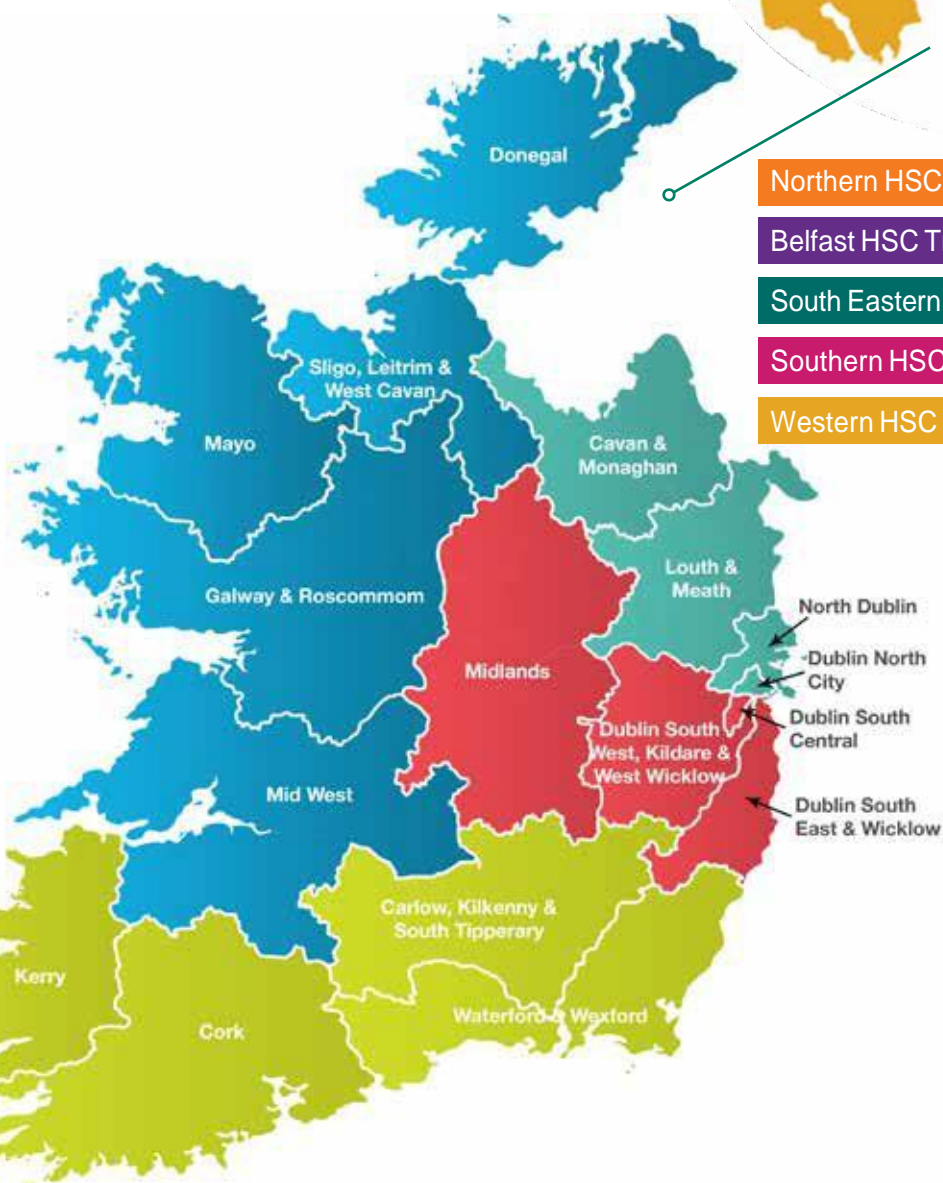 Donegal
Northern HSC
Belfast HSC T
South Eastern
Southern HSC
Western HSC
Sligo, Leitrim &
West Cavan
Mayo
Cavan &
Monaghan
Galway & Roscommom
Louth &
Meath
North Dublin
Dublin North
City
Midlands
Dublin South
Central
Dublin South
West, Kildare &
West Wicklow
Mid West
Dublin South
East & Wicklow
Carlow, Kilkenny &
South Tipperary
Kerry
Waterford & Wexford
Cork